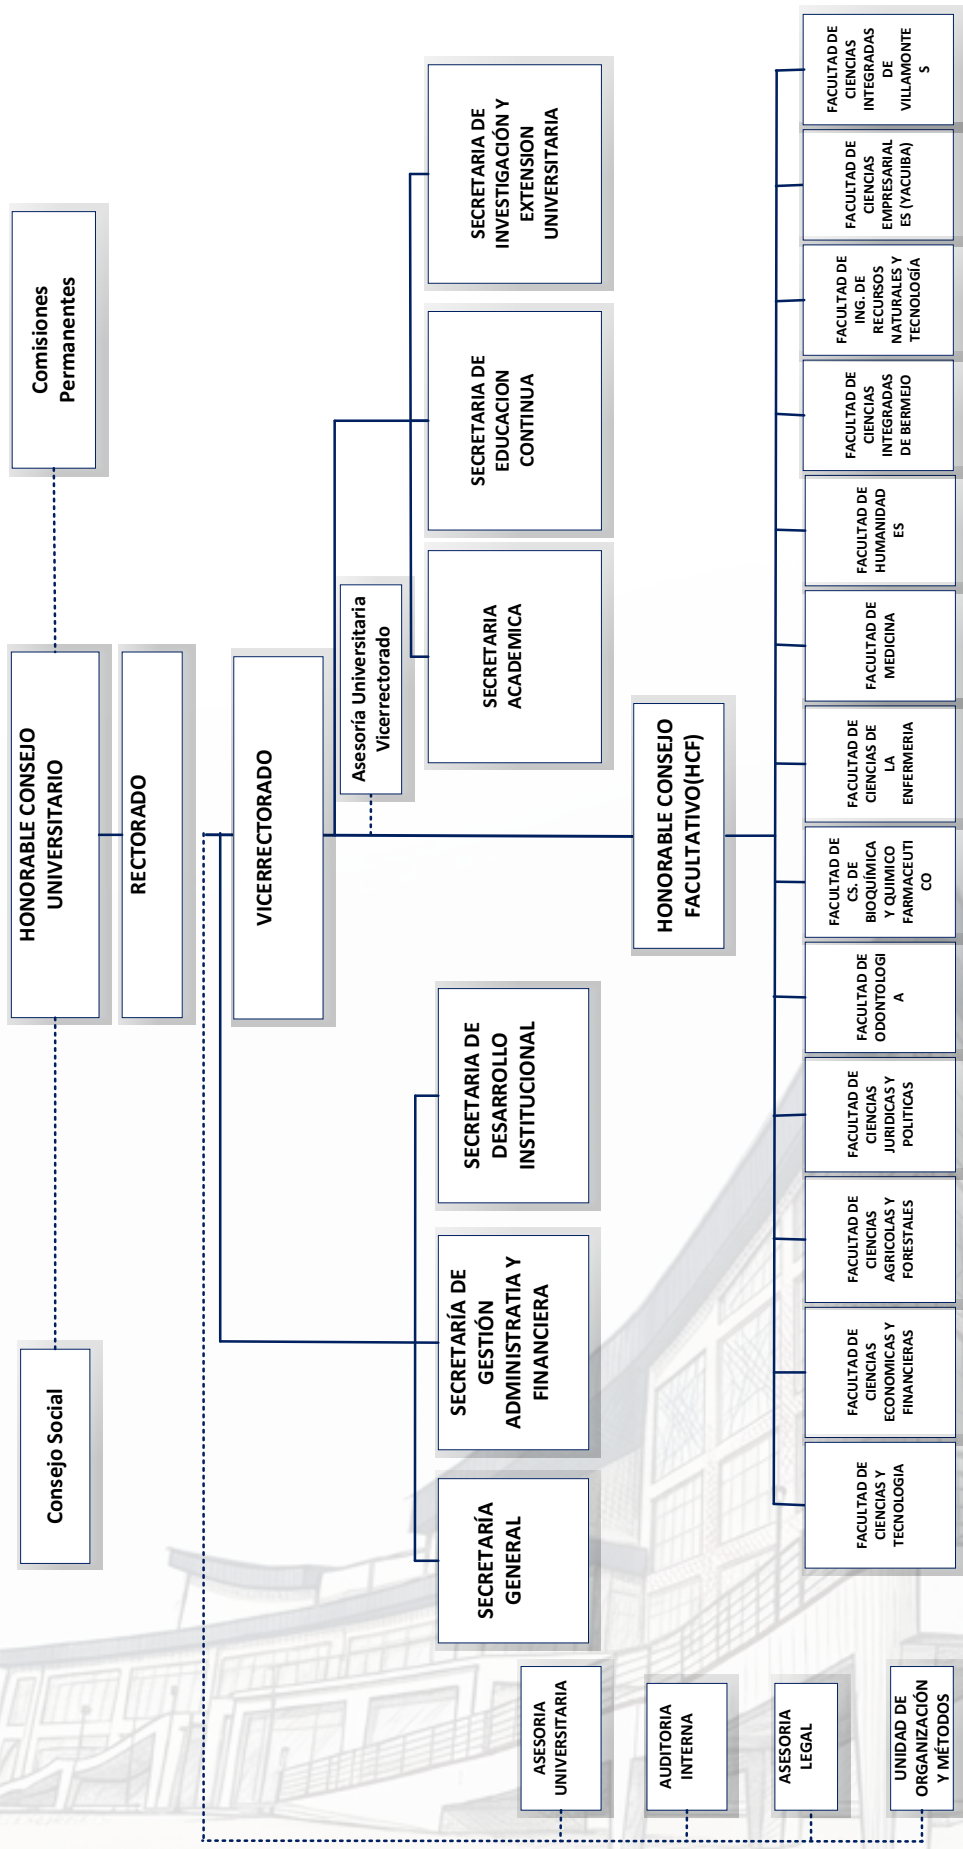 Consejo Social
HONORABLE CONSEJO
UNIVERSITARIO
Comisiones
Permanentes
RECTORADO
VICERRECTORADO
Asesoría Universitaria
Vicerrectorado
SECRETARÍA
GENERAL
SECRETARÍA DE
GESTIÓN
ADMINISTRATIA Y
FINANCIERA
SECRETARIA DE
DESARROLLO
INSTITUCIONAL
SECRETARIA
ACADEMICA
SECRETARIA DE
EDUCACION
CONTINUA
SECRETARIA DE
INVESTIGACIÓN Y
EXTENSION
UNIVERSITARIA
ASESORIA
UNIVERSITARIA
AUDITORIA
INTERNA
ASESORIA
LEGAL
UNIDAD DE
ORGANIZACIÓN
Y MÉTODOS
HONORABLE CONSEJO
FACULTATIVO(HCF)
FACULTAD DE
CIENCIAS Y
TECNOLOGIA
FACULTAD DE
CIENCIAS
ECONOMICAS Y
FINANCIERAS
FACULTAD DE
CIENCIAS
AGRICOLAS Y
FORESTALES
FACULTAD DE
CIENCIAS
JURIDICAS Y
POLITICAS
FACULTAD DE
ODONTOLOGI
A
FACULTAD DE
CS. DE
BIOQUÍMICA
Y QUIMICO
FARMACEUTI
CO
FACULTAD DE
CIENCIAS DE
LA
ENFERMERIA
FACULTAD DE
MEDICINA
FACULTAD DE
HUMANIDAD
ES
FACULTAD DE
CIENCIAS
INTEGRADAS
DE BERMEJO
FACULTAD DE
ING. DE
RECURSOS
NATURALES Y
TECNOLOGÍA
FACULTAD DE
CIENCIAS
EMPRESARIAL
ES (YACUIBA)
FACULTAD DE
CIENCIAS
INTEGRADAS
DE
VILLAMONTE
S